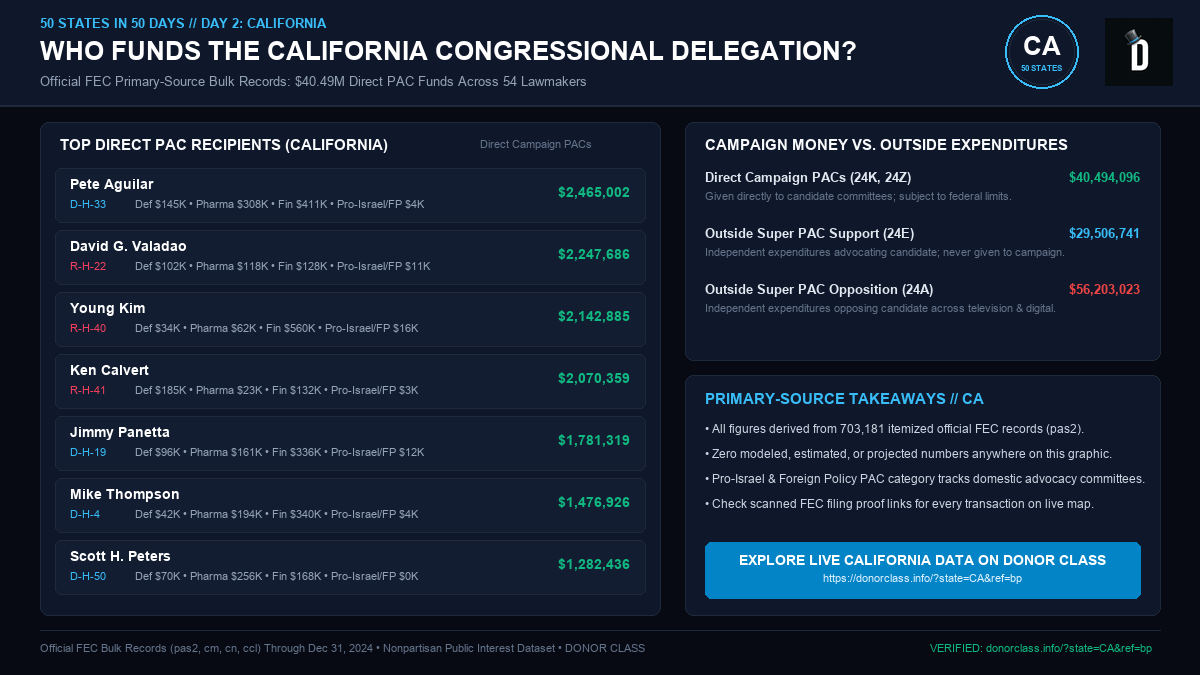 50 STATES IN 50 DAYS // DAY 2: CALIFORNIA
WHO FUNDS THE CALIFORNIA CONGRESSIONAL DELEGATION?
Official FEC Primary-Source Bulk Records: $40.49M Direct PAC Funds Across 54 Lawmakers
CA
50 STATES
D
TOP DIRECT PAC RECIPIENTS (CALIFORNIA)
Direct Campaign PACs
Pete Aguilar
$2,465,002
D-H-33 Def $145K • Pharma $308K • Fin $411K • Pro-Israel/FP $4K
David G. Valadao
$2,247,686
R-H-22 Def $102K • Pharma $118K • Fin $128K • Pro-Israel/FP $11K
Young Kim
$2,142,885
R-H-40 Def $34K • Pharma $62K • Fin $560K • Pro-Israel/FP $16K
Ken Calvert
$2,070,359
R-H-41 Def $185K • Pharma $23K • Fin $132K • Pro-Israel/FP $3K
Jimmy Panetta
$1,781,319
D-H-19 Def $96K • Pharma $161K • Fin $336K • Pro-Israel/FP $12K
Mike Thompson
$1,476,926
D-H-4 Def $42K • Pharma $194K • Fin $340K • Pro-Israel/FP $4K
Scott H. Peters
$1,282,436
D-H-50 Def $70K • Pharma $256K • Fin $168K • Pro-Israel/FP $0K
CAMPAIGN MONEY VS. OUTSIDE EXPENDITURES
Direct Campaign PACs (24K, 24Z) $40,494,096
Given directly to candidate committees; subject to federal limits.
Outside Super PAC Support (24E) $29,506,741
Independent expenditures advocating candidate; never given to campaign.
Outside Super PAC Opposition (24A) $56,203,023
Independent expenditures opposing candidate across television & digital.
PRIMARY-SOURCE TAKEAWAYS // CA
• All figures derived from 703,181 itemized official FEC records (pas2).
• Zero modeled, estimated, or projected numbers anywhere on this graphic.
• Pro-Israel & Foreign Policy PAC category tracks domestic advocacy committees.
• Check scanned FEC filing proof links for every transaction on live map.
EXPLORE LIVE CALIFORNIA DATA ON DONOR CLASS
https://donorclass.info/?state=CA&ref=bp
Official FEC Bulk Records (pas2, cm, cn, ccl) Through Dec 31, 2024 • Nonpartisan Public Interest Dataset • DONOR CLASS
VERIFIED: donorclass.info/?state=CA&ref=bp